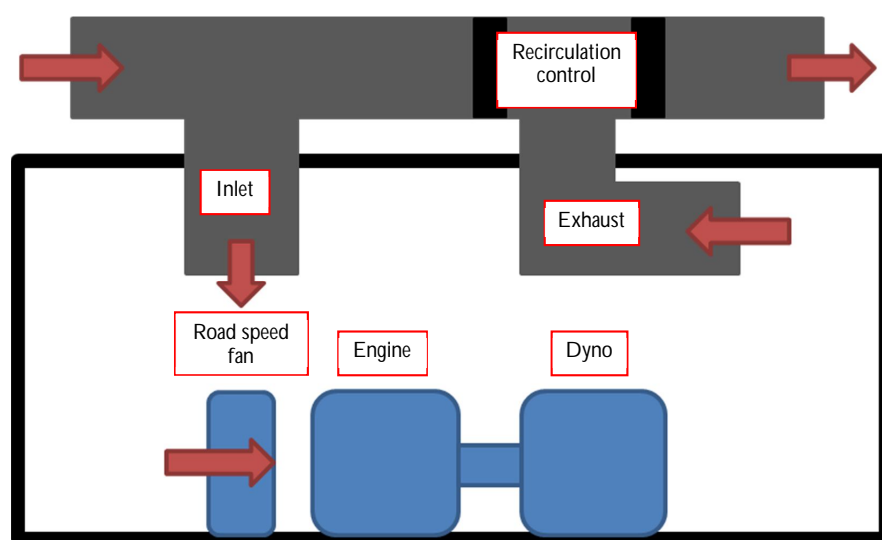 Recirculation
control
Inlet
Exhaust
Road speed
fan
Engine
Dyno